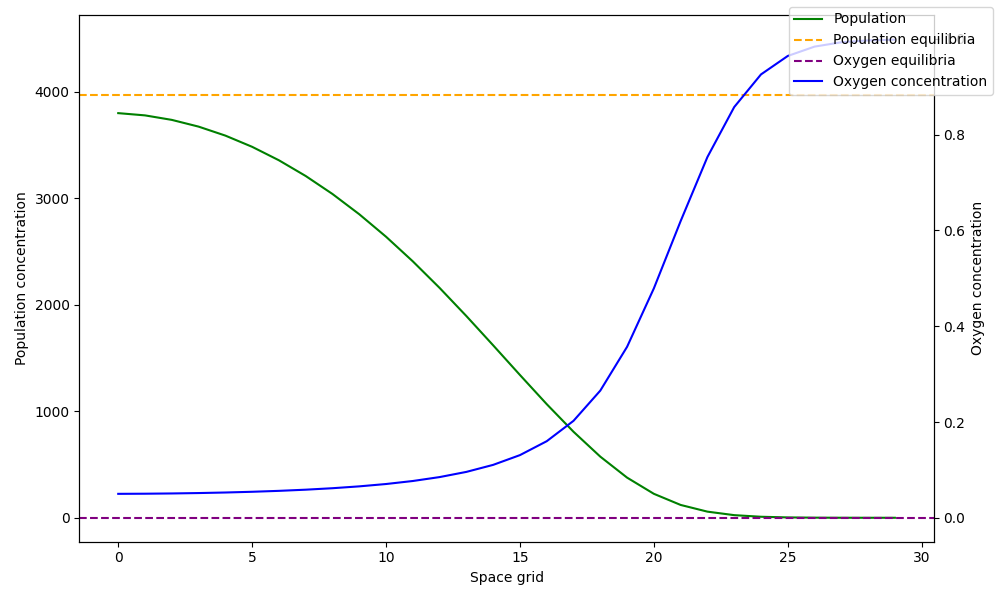 Population
Population equilibria
Oxygen equilibria
Oxygen concentration
Population concentration
4000
3000
2000
1000
0
0.8
0.6
0.4
0.2
0.0
Oxygen concentration
0 5 10 15 20 25 30
Space grid